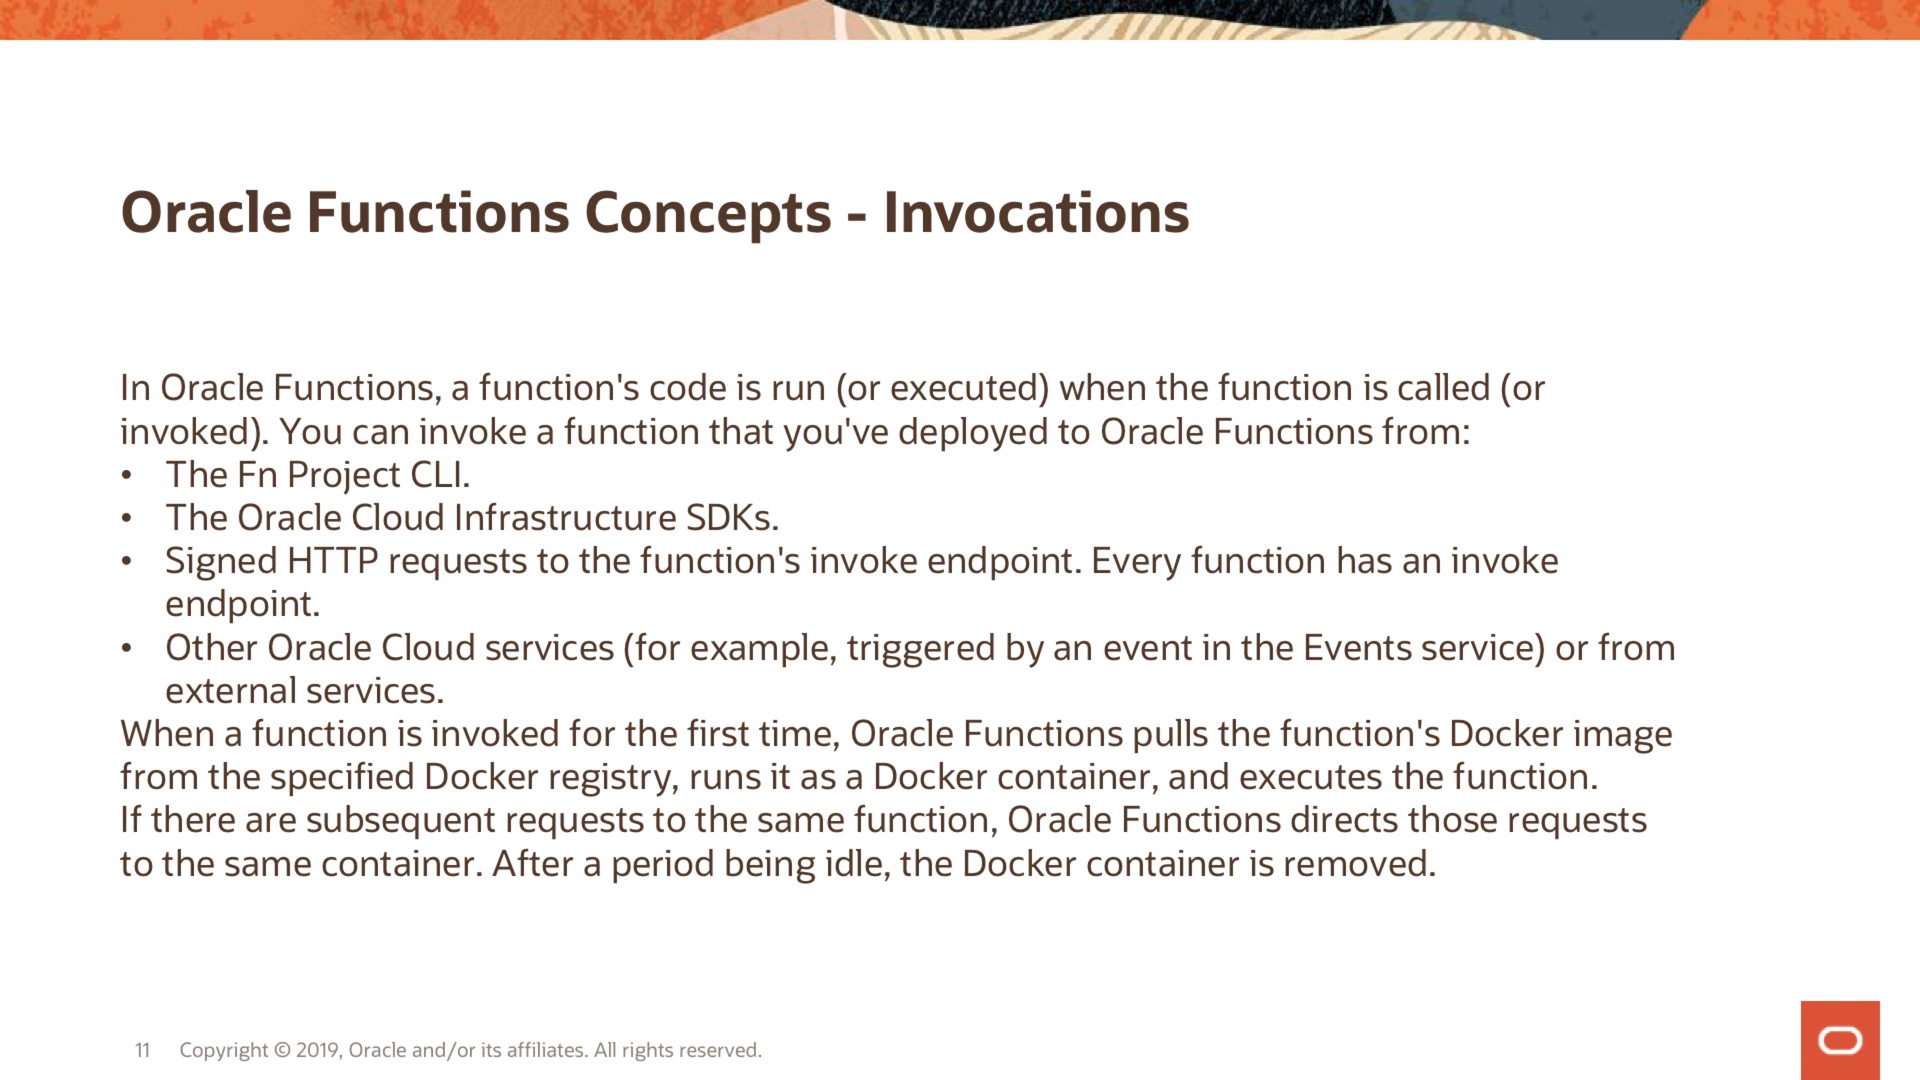 Oracle Functions Concepts - Invocations
In Oracle Functions, a function's code is run (or executed) when the function is called (or
invoked). You can invoke a function that you've deployed to Oracle Functions from:
• The Fn Project CLI.
• The Oracle Cloud Infrastructure SDKs.
• Signed HTTP requests to the function's invoke endpoint. Every function has an invoke
endpoint.
• Other Oracle Cloud services (for example, triggered by an event in the Events service) or from
external services.
When a function is invoked for the first time, Oracle Functions pulls the function's Docker image
from the specified Docker registry, runs it as a Docker container, and executes the function.
If there are subsequent requests to the same function, Oracle Functions directs those requests
to the same container. After a period being idle, the Docker container is removed.
11 Copyright © 2019, Oracle and/or its affiliates. All rights reserved.